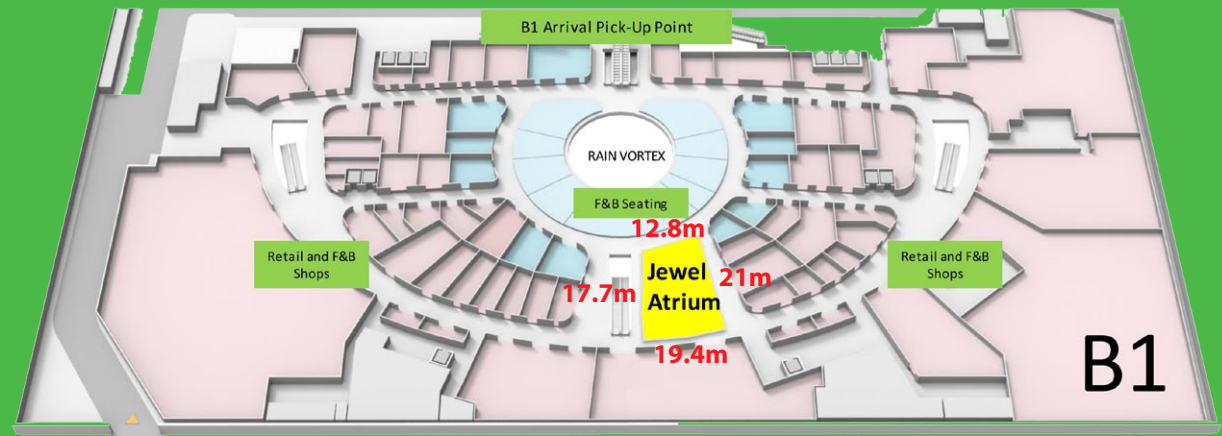 B1 Arrival Pick-Up Point
RAIN VORTEX
F&B Seating
12.8m
Retail and F&B
Shops
17.7m
Jewel
Atrium
21m
Retail and F&B
Shops
19.4m
B1